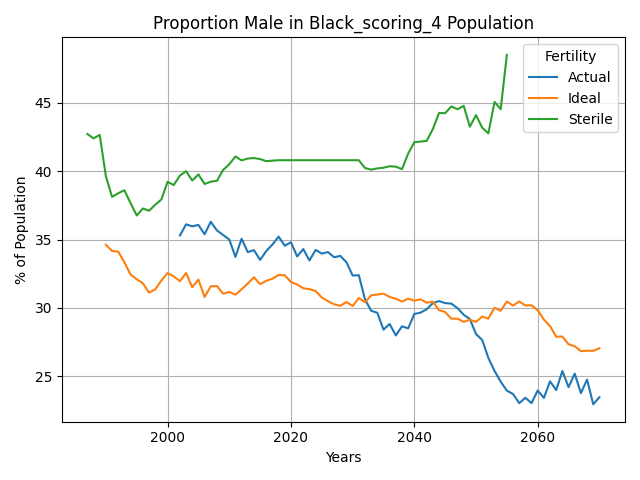 Proportion Male in Black_scoring_4 Population
Fertility
Actual
Ideal
Sterile
% of Population
45
40
35
30
25
2000
2020
2040
2060
Years